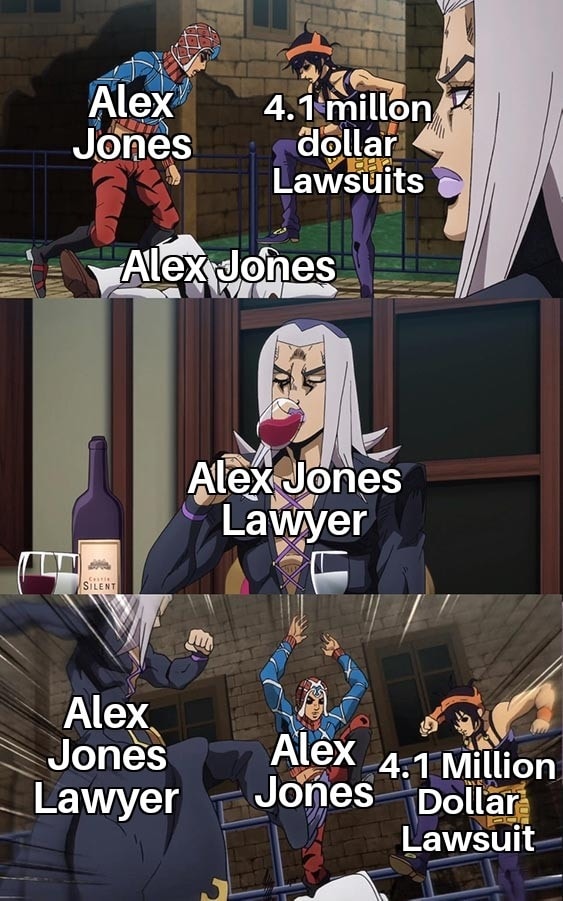 Alex
Jones
4.1 millon
dollar
Lawsuits
Alex Jones
Alex Jones
Lawyer
SILENT
Alex
Jones
Lawyer
Alex
Jones
4.1 Million
Dollar
Lawsuit